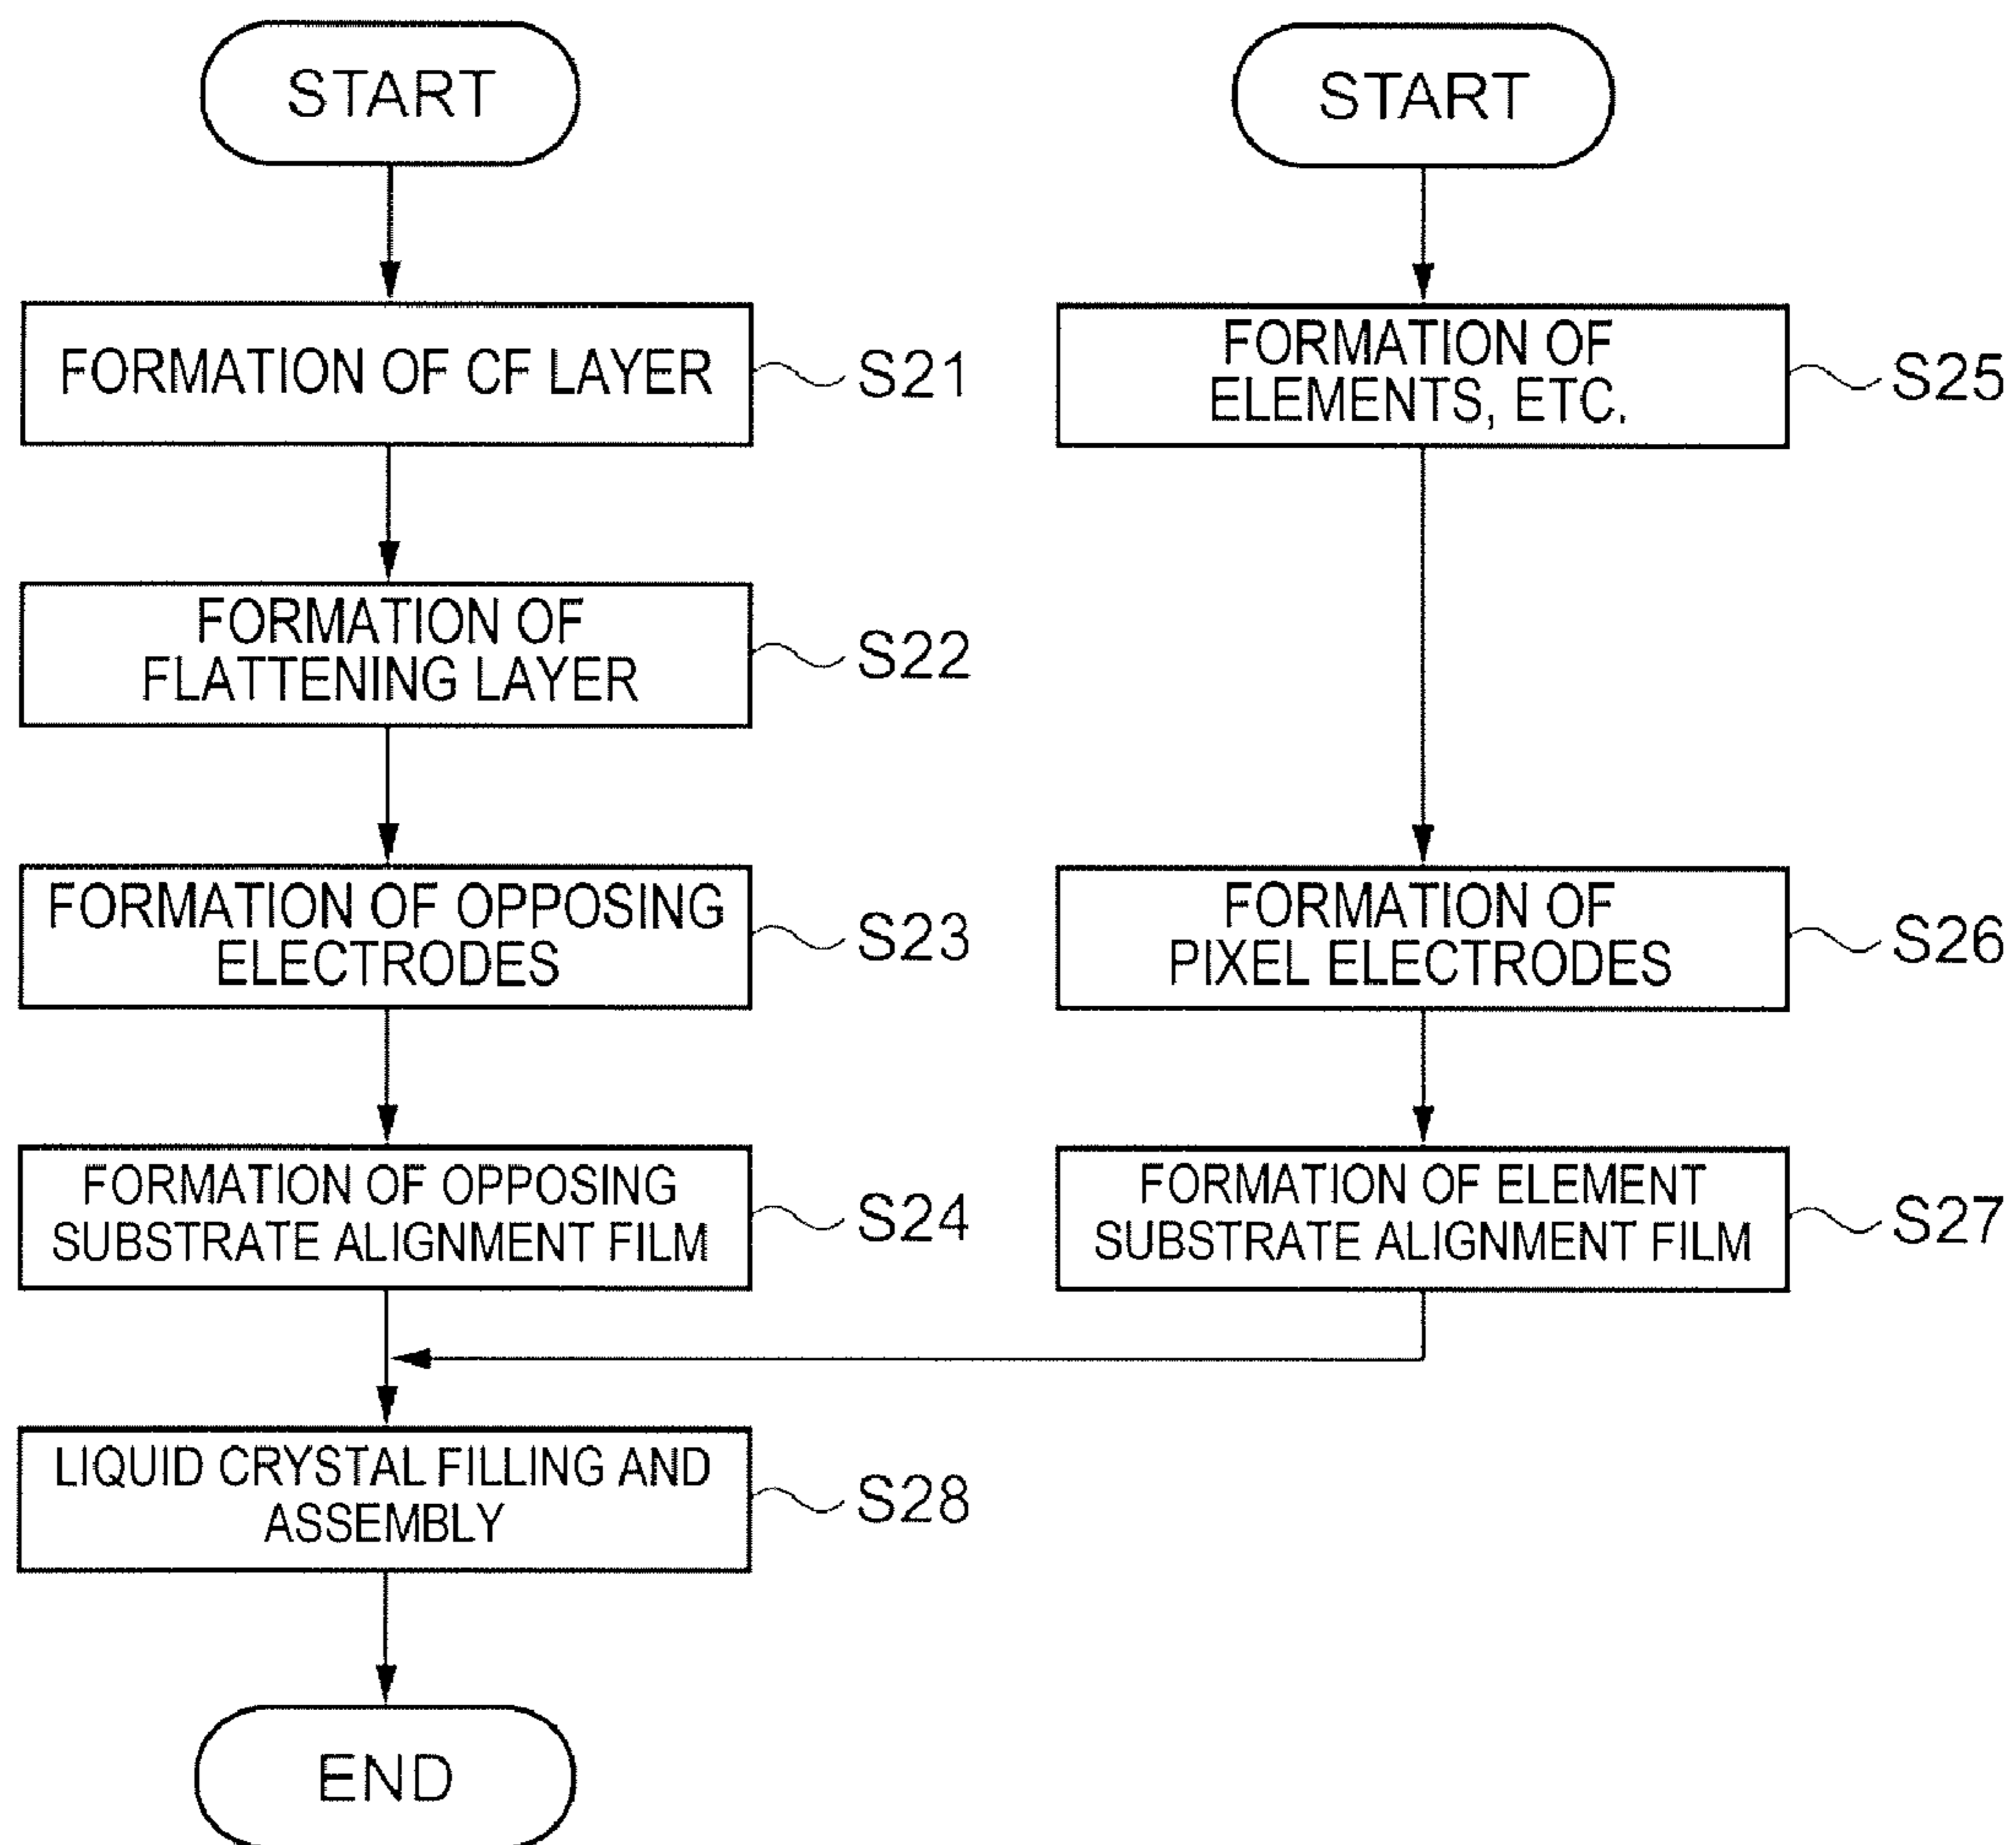 START
FORMATION OF CF LAYER
S21
FORMATION OF
FLATTENING LAYER
S22
FORMATION OF OPPOSING
ELECTRODES
S23
FORMATION OF OPPOSING
SUBSTRATE ALIGNMENT FILM
S24
START
FORMATION OF
ELEMENTS, ETC.
S25
FORMATION OF
PIXEL ELECTRODES
S26
FORMATION OF ELEMENT
SUBSTRATE ALIGNMENT FILM
S27
LIQUID CRYSTAL FILLING AND
ASSEMBLY
S28
END